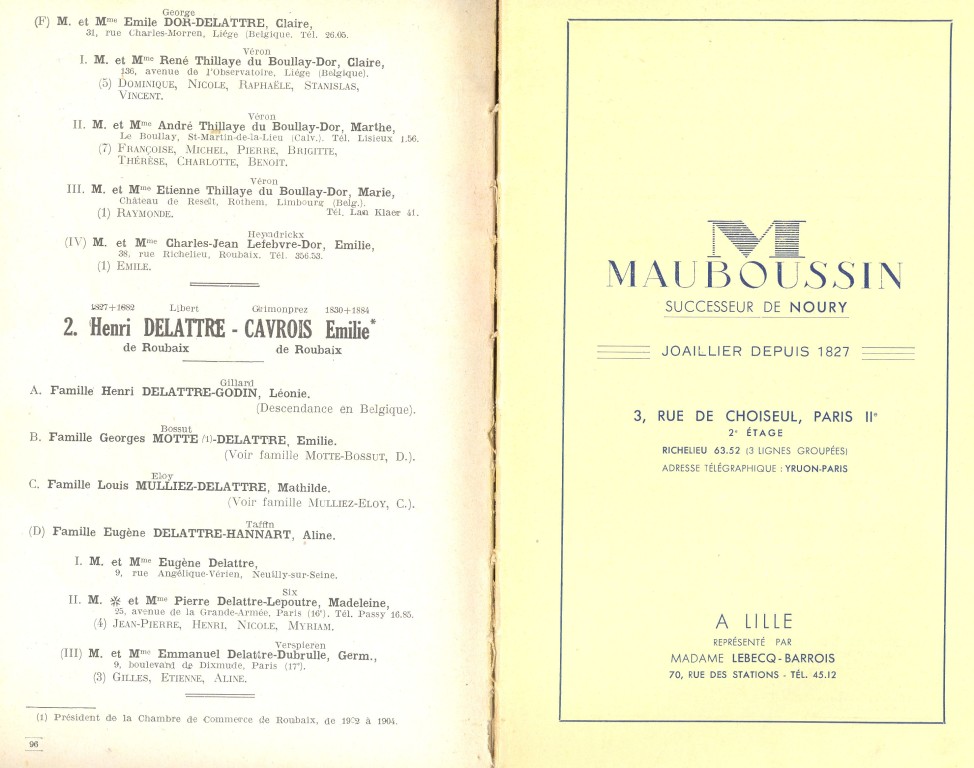 George
(F) M. et Mme Emile DOR-DELATTRE, Claire,
31, rue Charles-Morren, Liége (Belgique. Tél. 26.05.
Véron
I. M. et Mme René Thillaye du Boullay-Dor, Claire,
136, avenue de l'Observatoire, Liége (Belgique).
(5) DOMINIQUE, NICOLE, RAPHAËLE, STANISLAS,
VINCENT.
Véron
II. M. et Mme André Thillaye du Boullay-Dor, Marthe,
Le Boullay, St-Martin-de-la-Lieu (Calv.). Tél. Lisieux 1.56.
(7) FRANÇOISE, MICHEL, PIERRE, BRIGITTE,
THÉRÈSE, CHARLOTTE, BENOIT.
Véron
III. M. et Mme Etienne Thillaye du Boullay-Dor, Marie,
Château de Reselt, Rothem, Limbourg (Belg.).
(1) RAYMONDE. Tél. Lan Klaer 41.
Heyndrickx
(IV) M. et Mme Charles-Jean Lefebvre-Dor, Emilie,
38, rue Richelieu, Roubaix. Tél. 356.53.
(1) EMILE.
1827+1882 Libert Grimonprez 1830+1884
2. Henri DELATTRE - CAVROIS Emilie*
de Roubaix de Roubaix
Gillard
A. Famille Henri DELATTRE-GODIN, Léonie.
(Descendance en Belgique).
Bossut
B. Famille Georges MOTTE (1)-DELATTRE, Emilie.
(Voir famille MOTTE-BOSSUT, D.).
Eloy
C. Famille Louis MULLIEZ-DELATTRE, Mathilde.
(Voir famille MULLIEZ-ELOY, C.).
Taffin
(D) Famille Eugène DELATTRE-HANNART, Aline.
I. M. et Mme Eugène Delattre,
9, rue Angélique-Vérien, Neuilly-sur-Seine.
Six
II. M. ✻ et Mme Pierre Delattre-Lepoutre, Madeleine,
25, avenue de la Grande-Armée, Paris (16e). Tél. Passy 16.85.
(4) JEAN-PIERRE, HENRI, NICOLE, MYRIAM.
Verspieren
(III) M. et Mme Emmanuel Delattre-Dubrulle, Germ.,
9, boulevard de Dixmude, Paris (17e).
(3) GILLES, ETIENNE, ALINE.
(1) Président de la Chambre de Commerce de Roubaix, de 1902 à 1904.
96
M
MAUBOUSSIN
SUCCESSEUR DE NOURY
JOAILLIER DEPUIS 1827
3, RUE DE CHOISEUL, PARIS IIe
2e ÉTAGE
RICHELIEU 63.52 (3 LIGNES GROUPÉES)
ADRESSE TÉLÉGRAPHIQUE : YRUON-PARIS
A LILLE
REPRÉSENTÉ PAR
MADAME LEBECQ-BARROIS
70, RUE DES STATIONS - TÉL. 45.12